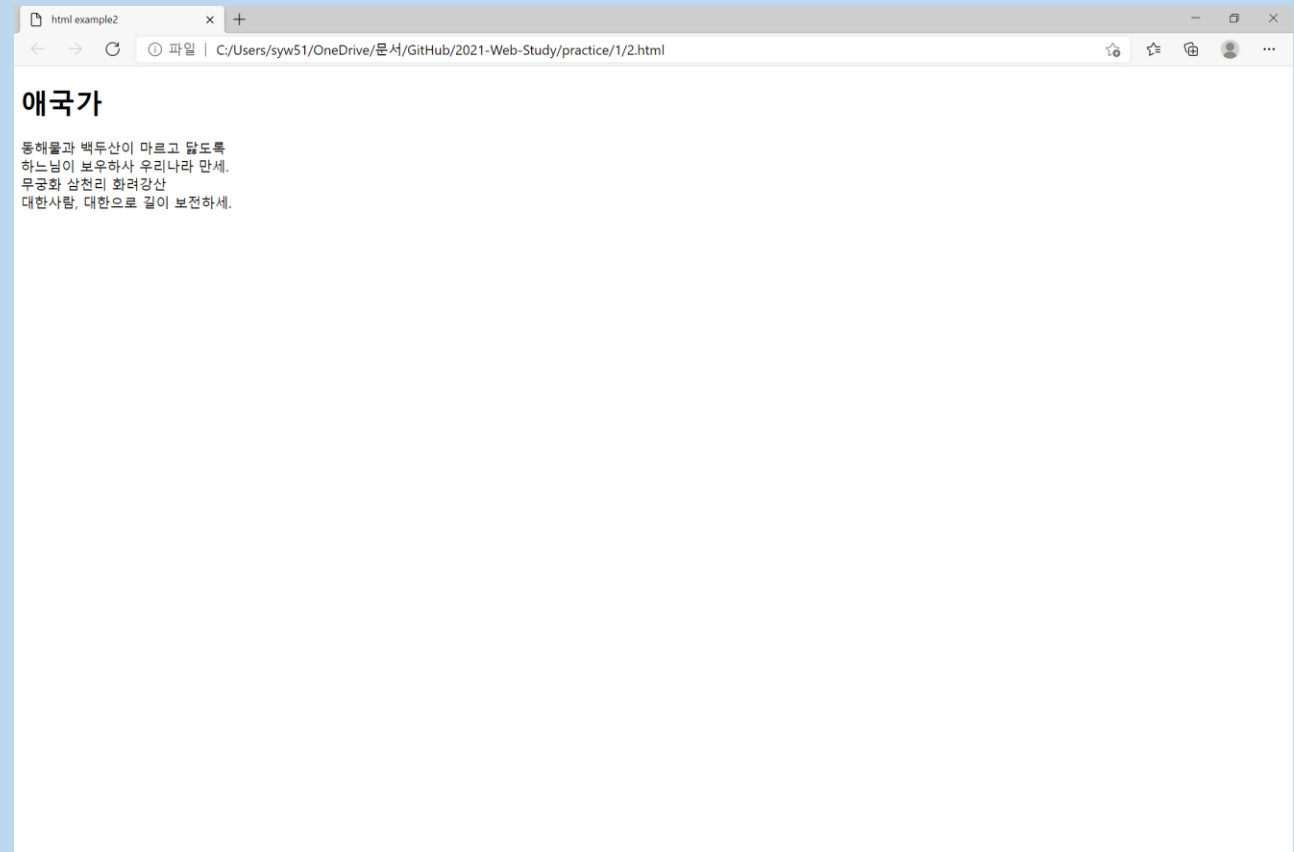 html example2
파일 | C:/Users/syw51/OneDrive/문서/GitHub/2021-Web-Study/practice/1/2.html
애국가
동해물과 백두산이 마르고 닳도록
하느님이 보우하사 우리나라 만세.
무궁화 삼천리 화려강산
대한사람, 대한으로 길이 보전하세.